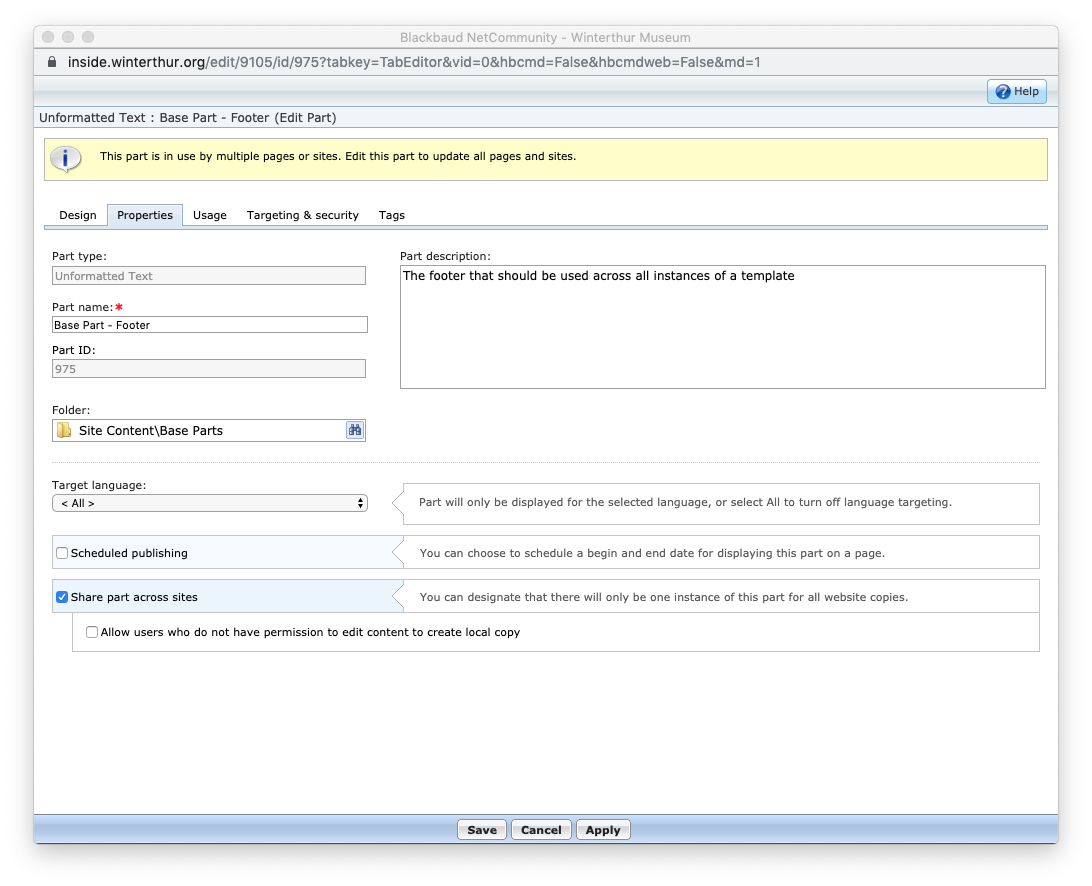 Blackbaud NetCommunity - Winterthur Museum
inside.winterthur.org/edit/9105/id/975?tabkey=TabEditor&vid=0&hbcmd=False&hbcmdweb=False&md=1
Help
Unformatted Text : Base Part - Footer (Edit Part)
This part is in use by multiple pages or sites. Edit this part to update all pages and sites.
Design Properties Usage Targeting & security Tags
Part type:
Unformatted Text
Part name:*
Base Part - Footer
Part ID:
975
Folder:
Site Content\Base Parts
Part description:
The footer that should be used across all instances of a template
Target language:
< All >
Part will only be displayed for the selected language, or select All to turn off language targeting.
Scheduled publishing
You can choose to schedule a begin and end date for displaying this part on a page.
Share part across sites
You can designate that there will only be one instance of this part for all website copies.
Allow users who do not have permission to edit content to create local copy
Save Cancel Apply